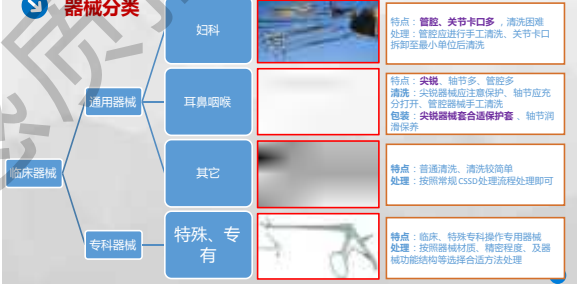 器械分类
临床器械
通用器械
专科器械
妇科
特点：管腔、关节卡口多，清洗困难
处理：管腔应进行手工清洗、关节卡口
拆卸至最小单位后清洗
耳鼻咽喉
特点：尖锐、轴节多、管腔多
清洗：尖锐器械应注意保护、轴节应充
分打开、管腔器械手工清洗
包装：尖锐器械套合适保护套、轴节润
滑保养
其它
特点：普通清洗、清洗较简单
处理：按照常规CSSD处理流程处理即可
特殊、专
有
特点：临床、特殊专科操作专用器械
处理：按照器械材质、精密程度、及器
械功能结构等选择合适方法处理